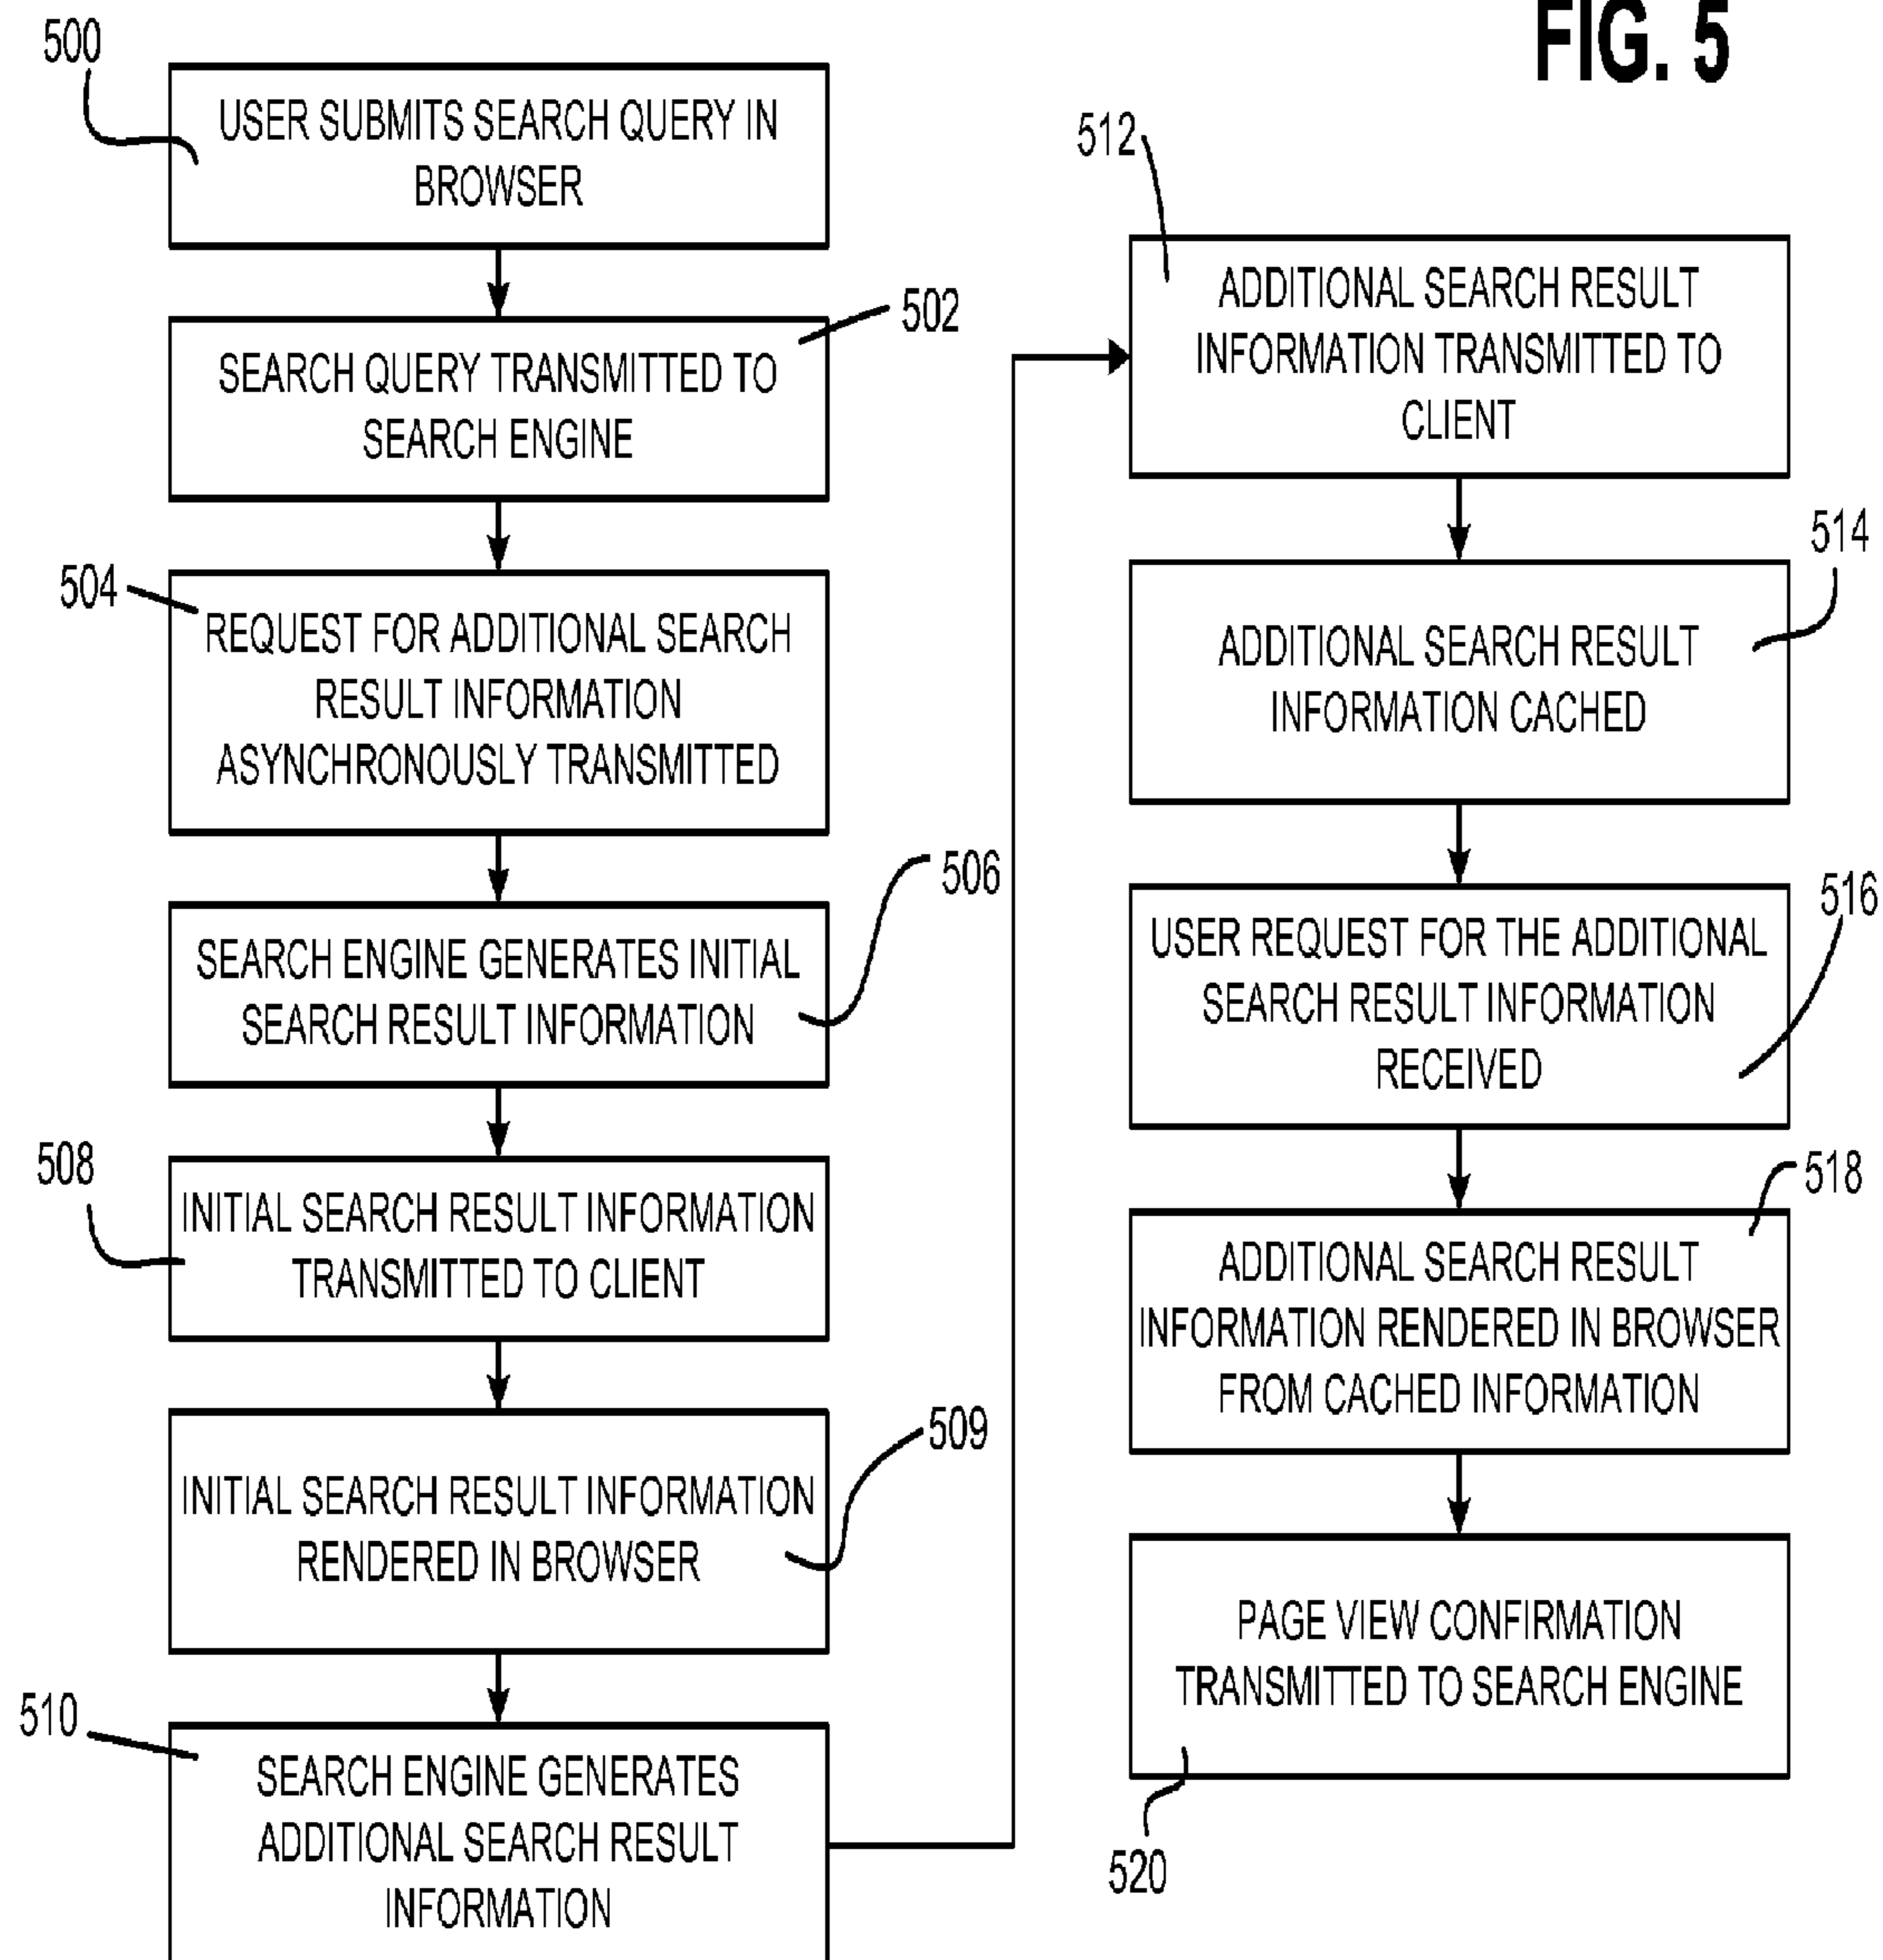 FIG. 5
500
USER SUBMITS SEARCH QUERY IN
BROWSER
502
SEARCH QUERY TRANSMITTED TO
SEARCH ENGINE
504
REQUEST FOR ADDITIONAL SEARCH
RESULT INFORMATION
ASYNCHRONOUSLY TRANSMITTED
506
SEARCH ENGINE GENERATES INITIAL
SEARCH RESULT INFORMATION
508
INITIAL SEARCH RESULT INFORMATION
TRANSMITTED TO CLIENT
509
INITIAL SEARCH RESULT INFORMATION
RENDERED IN BROWSER
510
SEARCH ENGINE GENERATES
ADDITIONAL SEARCH RESULT
INFORMATION
512
ADDITIONAL SEARCH RESULT
INFORMATION TRANSMITTED TO
CLIENT
514
ADDITIONAL SEARCH RESULT
INFORMATION CACHED
516
USER REQUEST FOR THE ADDITIONAL
SEARCH RESULT INFORMATION
RECEIVED
518
ADDITIONAL SEARCH RESULT
INFORMATION RENDERED IN BROWSER
FROM CACHED INFORMATION
PAGE VIEW CONFIRMATION
TRANSMITTED TO SEARCH ENGINE
520